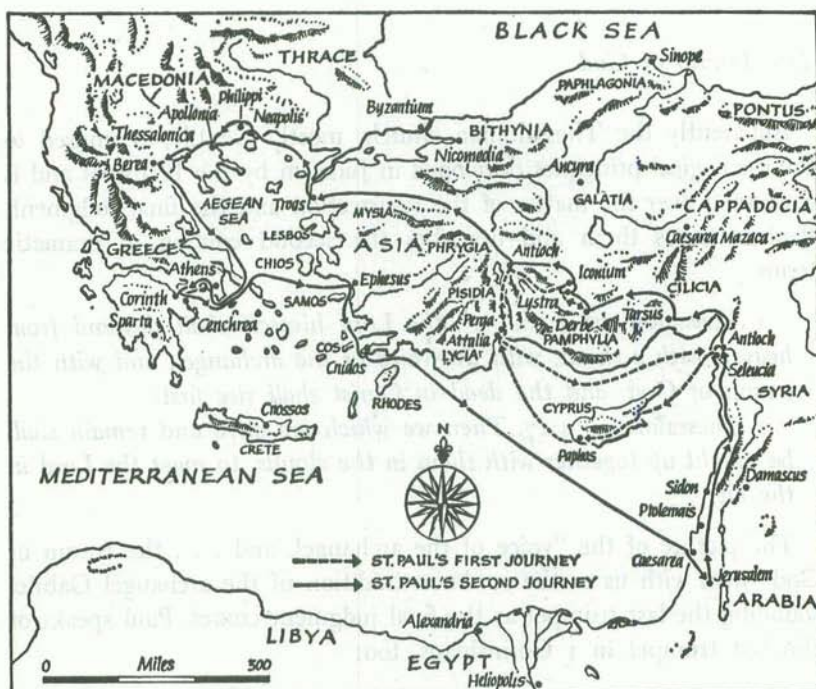 BLACK SEA
THRACE
Sinope
MACEDONIA
Philippi
PAPHLAGONIA
Apollonia
Neapolis
Byzantium
PONTUS
Thessalonica
BITHYNIA
Berea
Nicomedia
Ancyra
AEGEAN
SEA
Troas
GALATIA
CAPPADOCIA
MYSIA
LESBOS
SIA
PHRYGIA
Caesarea Mazaca
GREECE
CHIOS
Antioch
Athens
Ephesus
Iconium
CILICIA
Corinth
SAMOS
PISIDIA
Lystra
Tarsus
Sparta
Cenchrea
Perga
Derbe
COS
Attalia
PAMPHYLIA
Antioch
Cnidos
LYCIA
Seleucia
RHODES
SYRIA
Cnossos
CYPRUS
CRETE
N
Paphos
MEDITERRANEAN SEA
Damascus
Sidon
Ptolemais
ST. PAUL'S FIRST JOURNEY
Caesarea
ST. PAUL'S SECOND JOURNEY
Jerusalem
ARABIA
Alexandria
LIBYA
0 Miles 300
EGYPT
Heliopolis